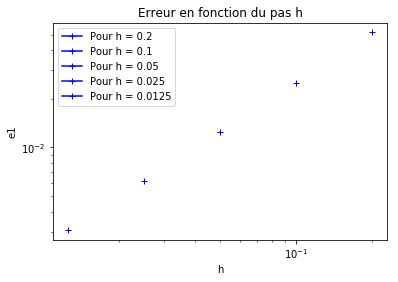 Erreur en fonction du pas h
Pour h = 0.2
Pour h = 0.1
Pour h = 0.05
Pour h = 0.025
Pour h = 0.0125
e1
10⁻²
10⁻¹
h